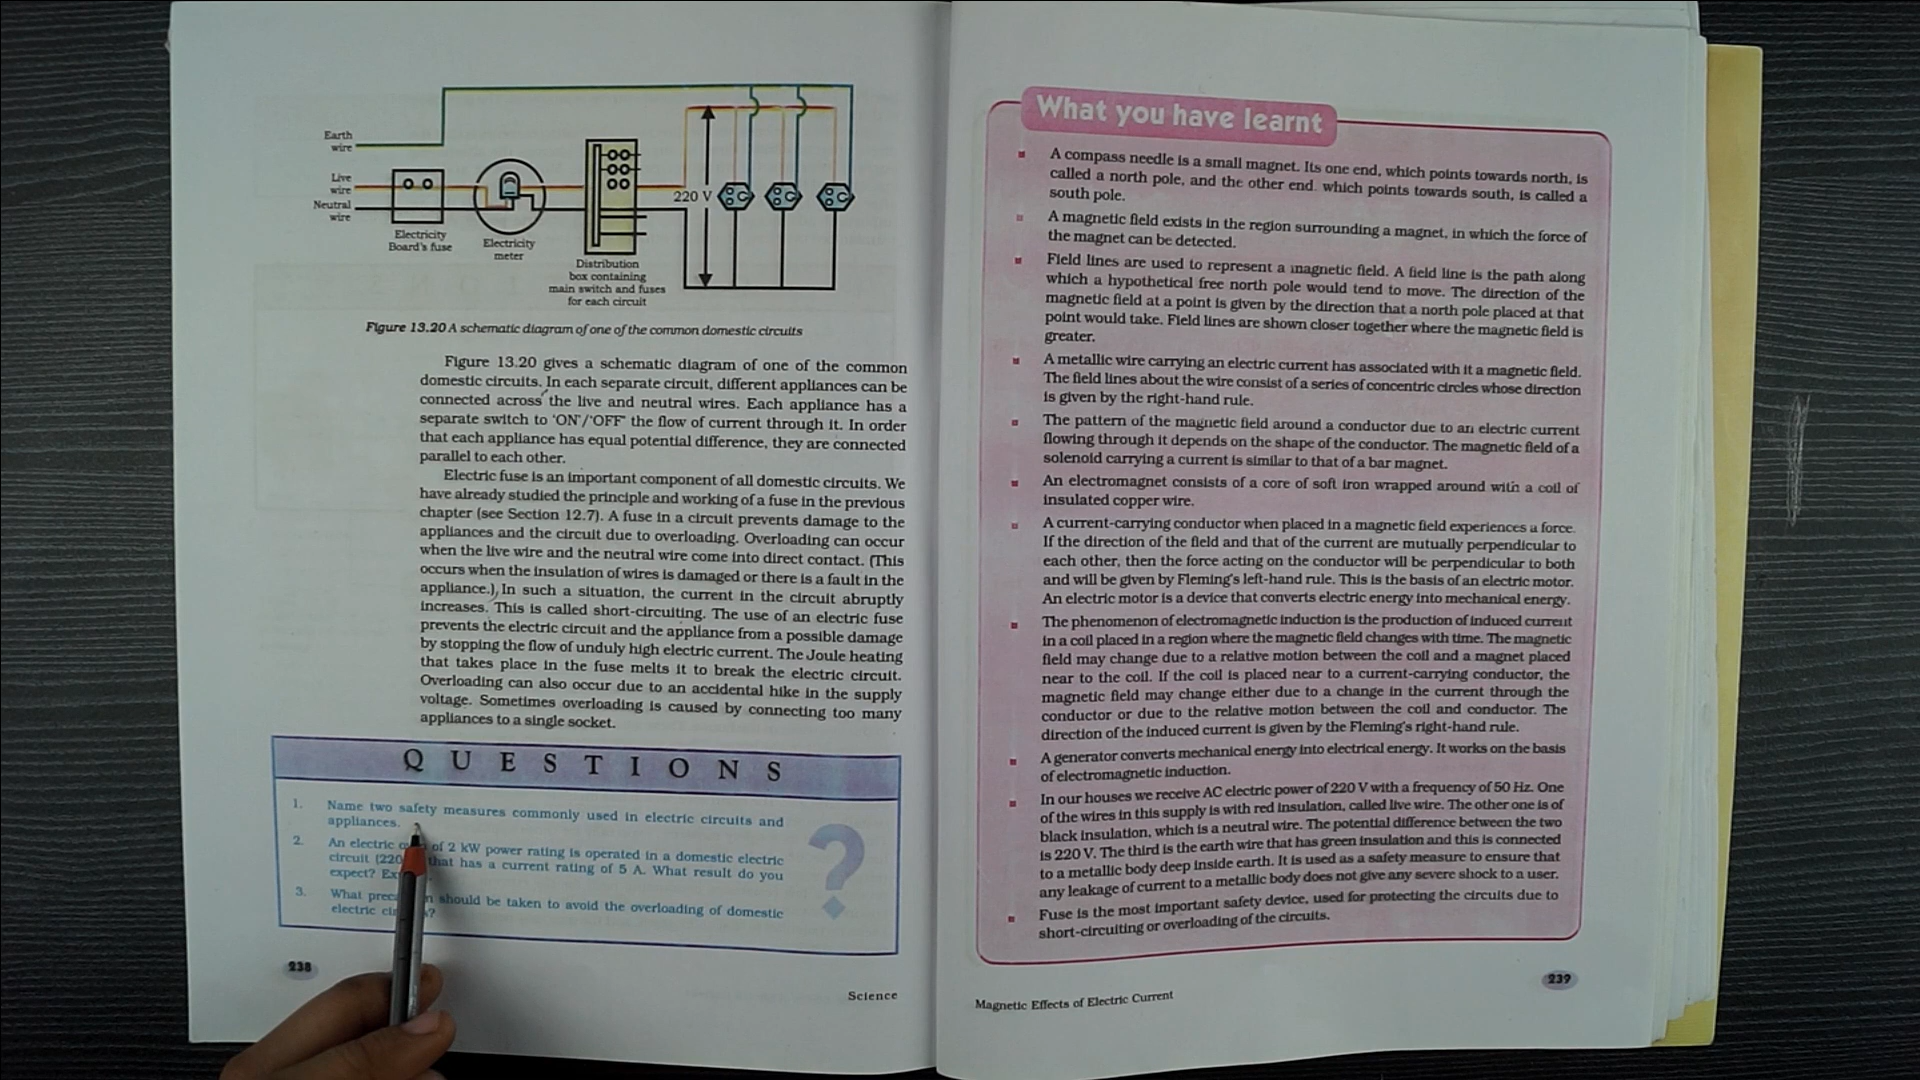 Earth
wire
Live
wire
Neutral
wire
Electricity
Board's fuse
Electricity
meter
Distribution
box containing
main switch and fuses
for each circuit
220 V
Figure 13.20 A schematic diagram of one of the common domestic circuits
Figure 13.20 gives a schematic diagram of one of the common
domestic circuits. In each separate circuit, different appliances can be
connected across the live and neutral wires. Each appliance has a
separate switch to 'ON'/'OFF' the flow of current through it. In order
that each appliance has equal potential difference, they are connected
parallel to each other.
Electric fuse is an important component of all domestic circuits. We
have already studied the principle and working of a fuse in the previous
chapter (see Section 12.7). A fuse in a circuit prevents damage to the
appliances and the circuit due to overloading. Overloading can occur
when the live wire and the neutral wire come into direct contact. (This
occurs when the insulation of wires is damaged or there is a fault in the
appliance.) In such a situation, the current in the circuit abruptly
increases. This is called short-circuiting. The use of an electric fuse
prevents the electric circuit and the appliance from a possible damage
by stopping the flow of unduly high electric current. The Joule heating
that takes place in the fuse melts it to break the electric circuit.
Overloading can also occur due to an accidental hike in the supply
voltage. Sometimes overloading is caused by connecting too many
appliances to a single socket.
QUESTIONS
1. Name two safety measures commonly used in electric circuits and
appliances.
2. An electric of 2 kW power rating is operated in a domestic electric
circuit (220 that has a current rating of 5 A. What result do you
expect?
3. What should be taken to avoid the overloading of domestic
electric
?
238
Science
What you have learnt
A compass needle is a small magnet. Its one end, which points towards north, is
called a north pole, and the other end, which points towards south, is called a
south pole.
A magnetic field exists in the region surrounding a magnet, in which the force of
the magnet can be detected.
Field lines are used to represent a magnetic field. A field line is the path along
which a hypothetical free north pole would tend to move. The direction of the
magnetic field at a point is given by the direction that a north pole placed at that
point would take. Field lines are shown closer together where the magnetic field is
greater.
A metallic wire carrying an electric current has associated with it a magnetic field.
The field lines about the wire consist of a series of concentric circles whose direction
is given by the right-hand rule.
The pattern of the magnetic field around a conductor due to an electric current
flowing through it depends on the shape of the conductor. The magnetic field of a
solenoid carrying a current is similar to that of a bar magnet.
An electromagnet consists of a core of soft iron wrapped around with a coil of
insulated copper wire.
A current-carrying conductor when placed in a magnetic field experiences a force.
If the direction of the field and that of the current are mutually perpendicular to
each other, then the force acting on the conductor will be perpendicular to both
and will be given by Fleming's left-hand rule. This is the basis of an electric motor.
An electric motor is a device that converts electric energy into mechanical energy.
The phenomenon of electromagnetic induction is the production of induced current
in a coil placed in a region where the magnetic field changes with time. The magnetic
field may change due to a relative motion between the coil and a magnet placed
near to the coil. If the coil is placed near to a current-carrying conductor, the
magnetic field may change either due to a change in the current through the
conductor or due to the relative motion between the coil and conductor. The
direction of the induced current is given by the Fleming's right-hand rule.
A generator converts mechanical energy into electrical energy. It works on the basis
of electromagnetic induction.
In our houses we receive AC electric power of 220 V with a frequency of 50 Hz. One
of the wires in this supply is with red insulation, called live wire. The other one is of
black insulation, which is a neutral wire. The potential difference between the two
is 220 V. The third is the earth wire that has green insulation and this is connected
to a metallic body deep inside earth. It is used as a safety measure to ensure that
any leakage of current to a metallic body does not give any severe shock to a user.
Fuse is the most important safety device, used for protecting the circuits due to
short-circuiting or overloading of the circuits.
Magnetic Effects of Electric Current
239